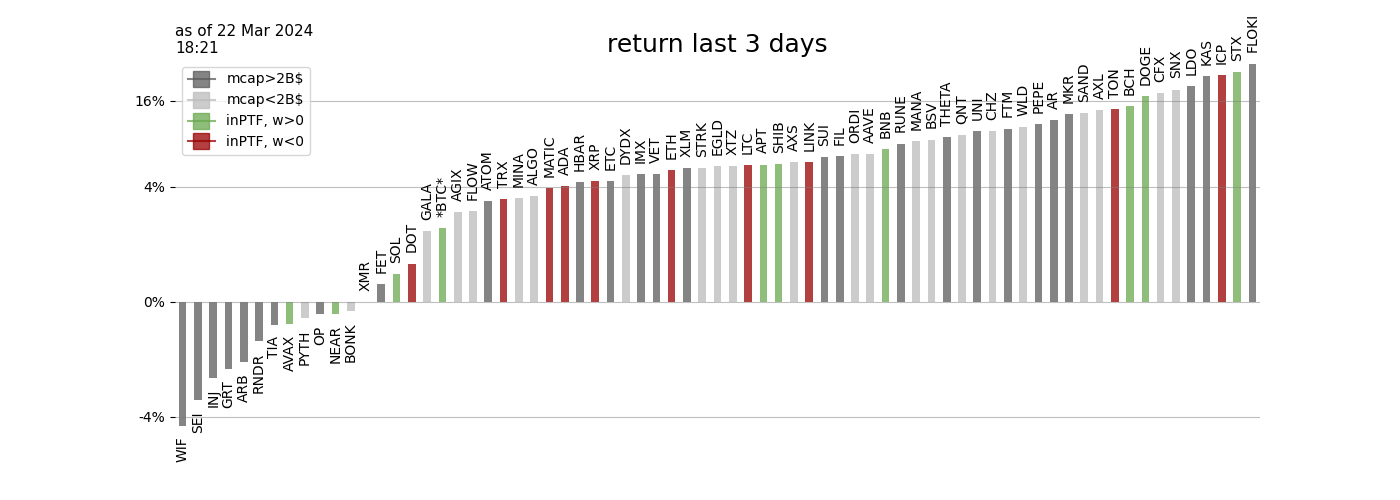 as of 22 Mar 2024
18:21
return last 3 days
mcap>2B$
mcap<2B$
inPTF, w>0
inPTF, w<0
16%
4%
0%
-4%
WIF
SEI
INJ
GRT
ARB
RNDR
TIA
AVAX
PYTH
OP
NEAR
BONK
XMR
FET
SOL
DOT
GALA
*BTC*
AGIX
FLOW
ATOM
TRX
MINA
ALGO
MATIC
ADA
HBAR
XRP
ETC
DYDX
IMX
VET
ETH
XLM
STRK
EGLD
XTZ
LTC
APT
SHIB
AXS
LINK
SUI
FIL
ORDI
AAVE
BNB
RUNE
MANA
BSV
THETA
QNT
UNI
CHZ
FTM
WLD
PEPE
AR
MKR
SAND
AXL
TON
BCH
DOGE
CFX
SNX
LDO
KAS
ICP
STX
FLOKI